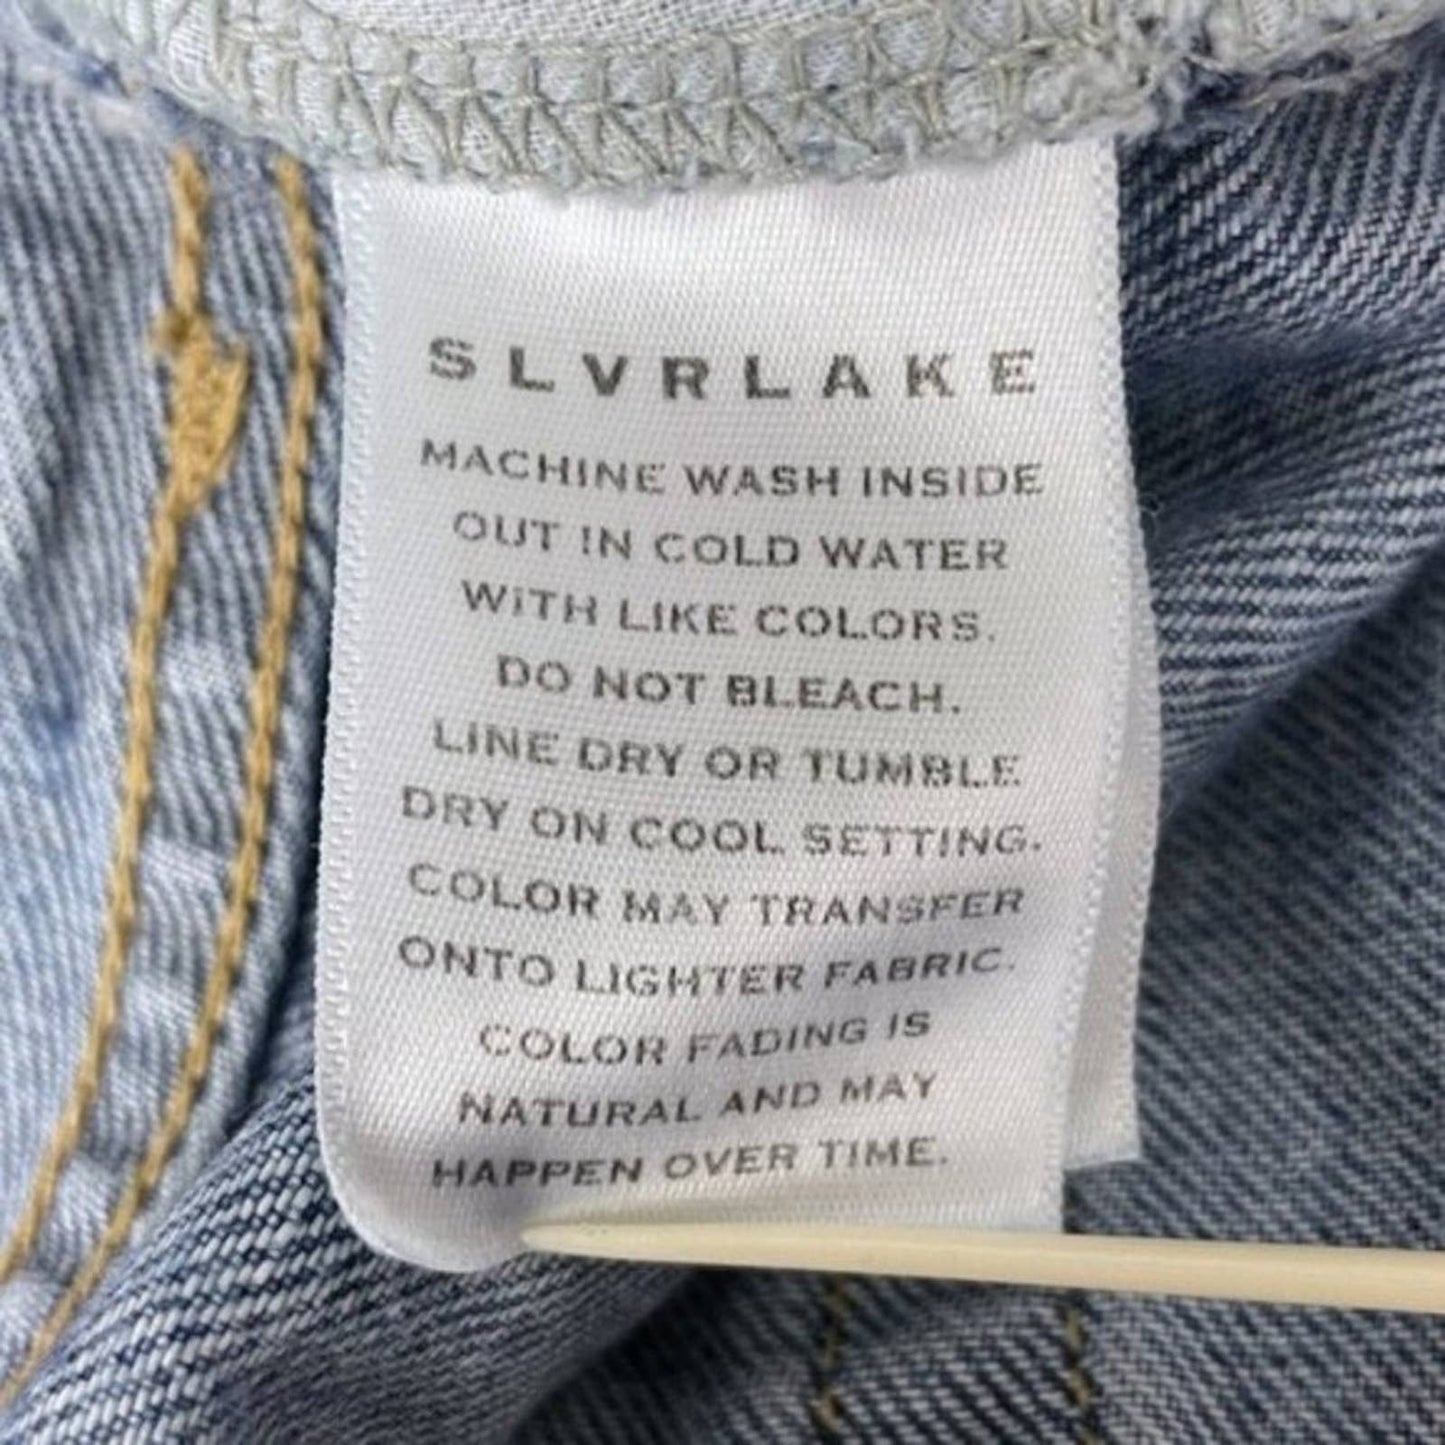 SLVRLAKE
MACHINE WASH INSIDE
OUT IN COLD WATER
WITH LIKE COLORS.
DO NOT BLEACH.
LINE DRY OR TUMBLE
DRY ON COOL SETTING.
COLOR MAY TRANSFER
ONTO LIGHTER FABRIC.
COLOR FADING IS
NATURAL AND MAY
HAPPEN OVER TIME.